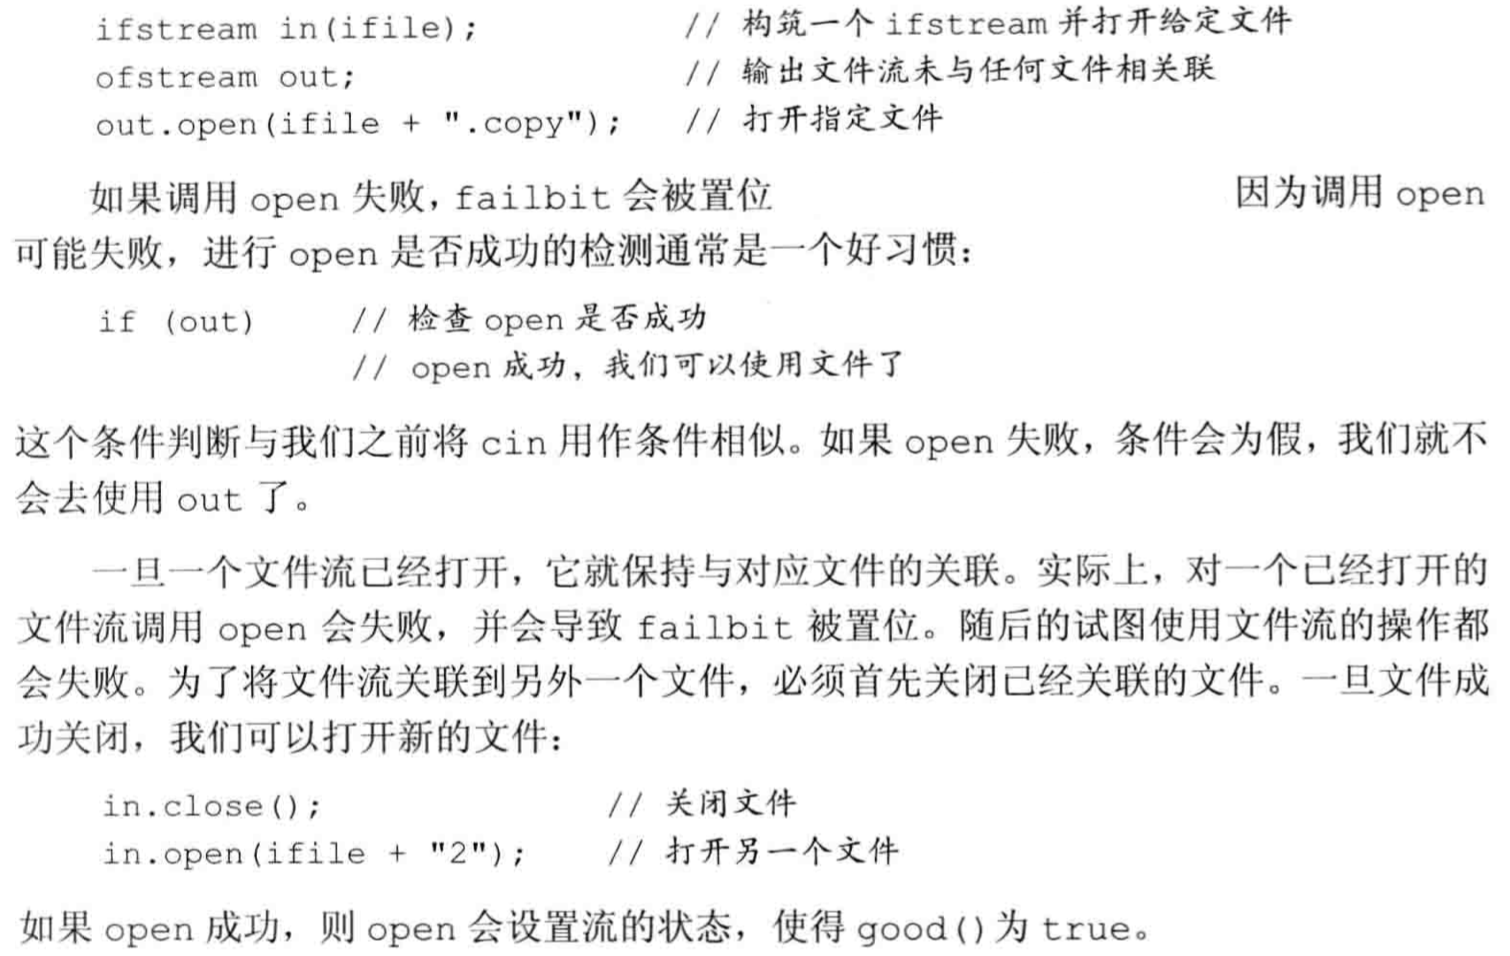 ifstream in(ifile); // 构筑一个 ifstream 并打开给定文件
ofstream out; // 输出文件流未与任何文件相关联
out.open(ifile + ".copy"); // 打开指定文件
如果调用 open 失败，failbit 会被置位 因为调用 open
可能失败，进行 open 是否成功的检测通常是一个好习惯：
if (out) // 检查 open 是否成功
// open 成功，我们可以使用文件了
这个条件判断与我们之前将 cin 用作条件相似。如果 open 失败，条件会为假，我们就不
会去使用 out 了。
一旦一个文件流已经打开，它就保持与对应文件的关联。实际上，对一个已经打开的
文件流调用 open 会失败，并会导致 failbit 被置位。随后的试图使用文件流的操作都
会失败。为了将文件流关联到另外一个文件，必须首先关闭已经关联的文件。一旦文件成
功关闭，我们可以打开新的文件：
in.close(); // 关闭文件
in.open(ifile + "2"); // 打开另一个文件
如果 open 成功，则 open 会设置流的状态，使得 good()为 true。